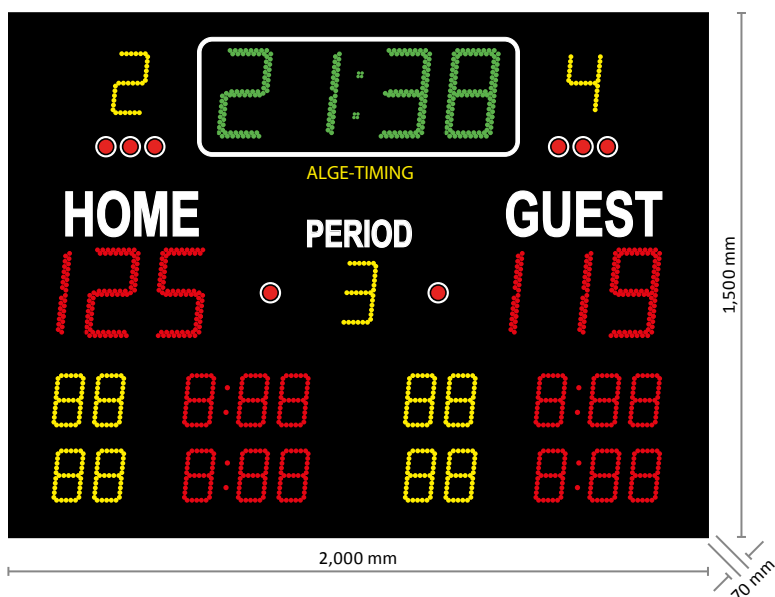 2 21:38 4
ALGE-TIMING
HOME PERIOD GUEST
125 3 119
88 8:88 88 8:88
88 8:88 88 8:88
1,500 mm
2,000 mm
70 mm